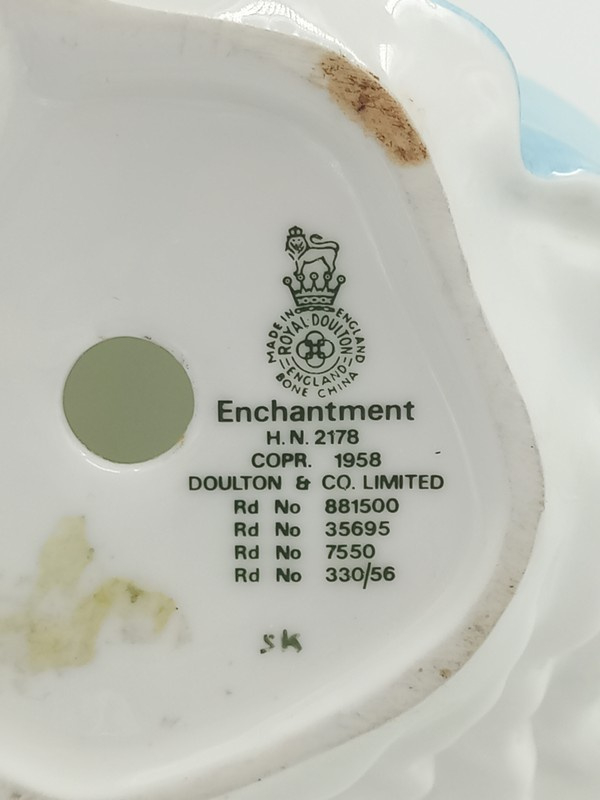 MADE IN ENGLAND
ROYAL DOULTON
ENGLAND
BONE CHINA
Enchantment
H.N. 2178
COPR. 1958
DOULTON & CO. LIMITED
Rd No 881500
Rd No 35695
Rd No 7550
Rd No 330/56
SK